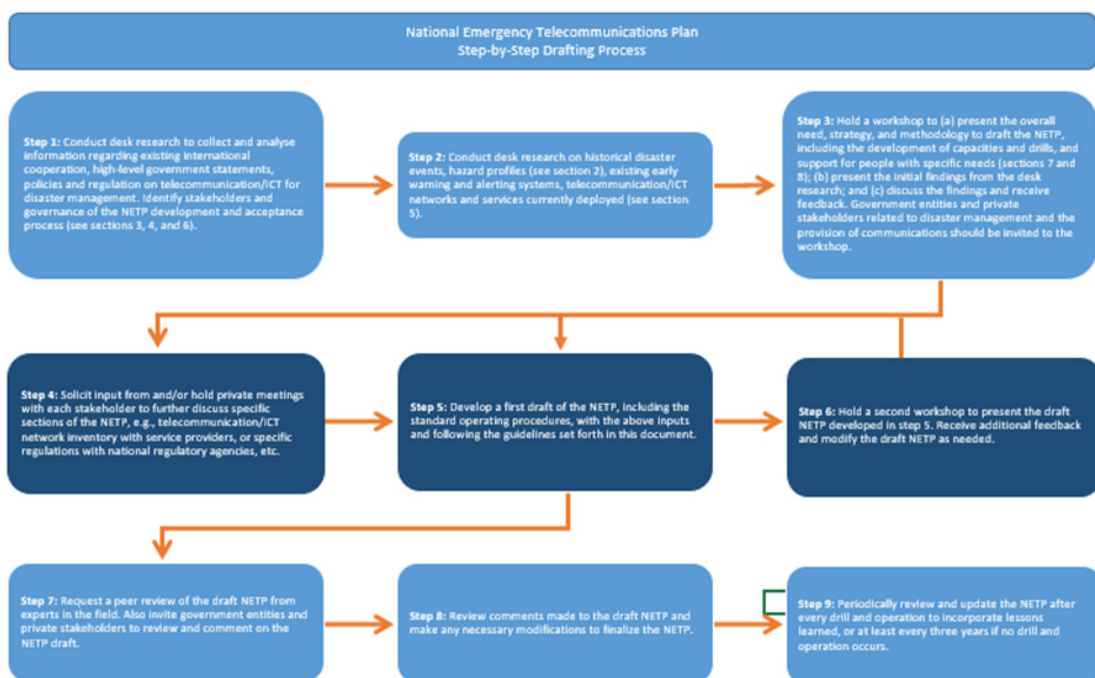 National Emergency Telecommunications Plan
Step-by-Step Drafting Process
Step 1: Conduct desk research to collect and analyse
information regarding existing international
cooperation, high-level government statements,
policies and regulation on telecommunication/ICT for
disaster management. Identify stakeholders and
governance of the NETP development and acceptance
process (see sections 3, 4, and 6).
Step 2: Conduct desk research on historical disaster
events, hazard profiles (see section 2), existing early
warning and alerting systems, telecommunication/ICT
networks and services currently deployed (see section
5).
Step 3: Hold a workshop to (a) present the overall
need, strategy, and methodology to draft the NETP,
including the development of capacities and drills, and
support for people with specific needs (sections 7 and
8); (b) present the initial findings from the desk
research; and (c) discuss the findings and receive
feedback. Government entities and private
stakeholders related to disaster management and the
provision of communications should be invited to the
workshop.
Step 4: Solicit input from and/or hold private meetings
with each stakeholder to further discuss specific
sections of the NETP, e.g., telecommunication/ICT
network inventory with service providers, or specific
regulations with national regulatory agencies, etc.
Step 5: Develop a first draft of the NETP, including the
standard operating procedures, with the above inputs
and following the guidelines set forth in this document.
Step 6: Hold a second workshop to present the draft
NETP developed in step 5. Receive additional feedback
and modify the draft NETP as needed.
Step 7: Request a peer review of the draft NETP from
experts in the field. Also invite government entities and
private stakeholders to review and comment on the
NETP draft.
Step 8: Review comments made to the draft NETP and
make any necessary modifications to finalize the NETP.
Step 9: Periodically review and update the NETP after
every drill and operation to incorporate lessons
learned, or at least every three years if no drill and
operation occurs.